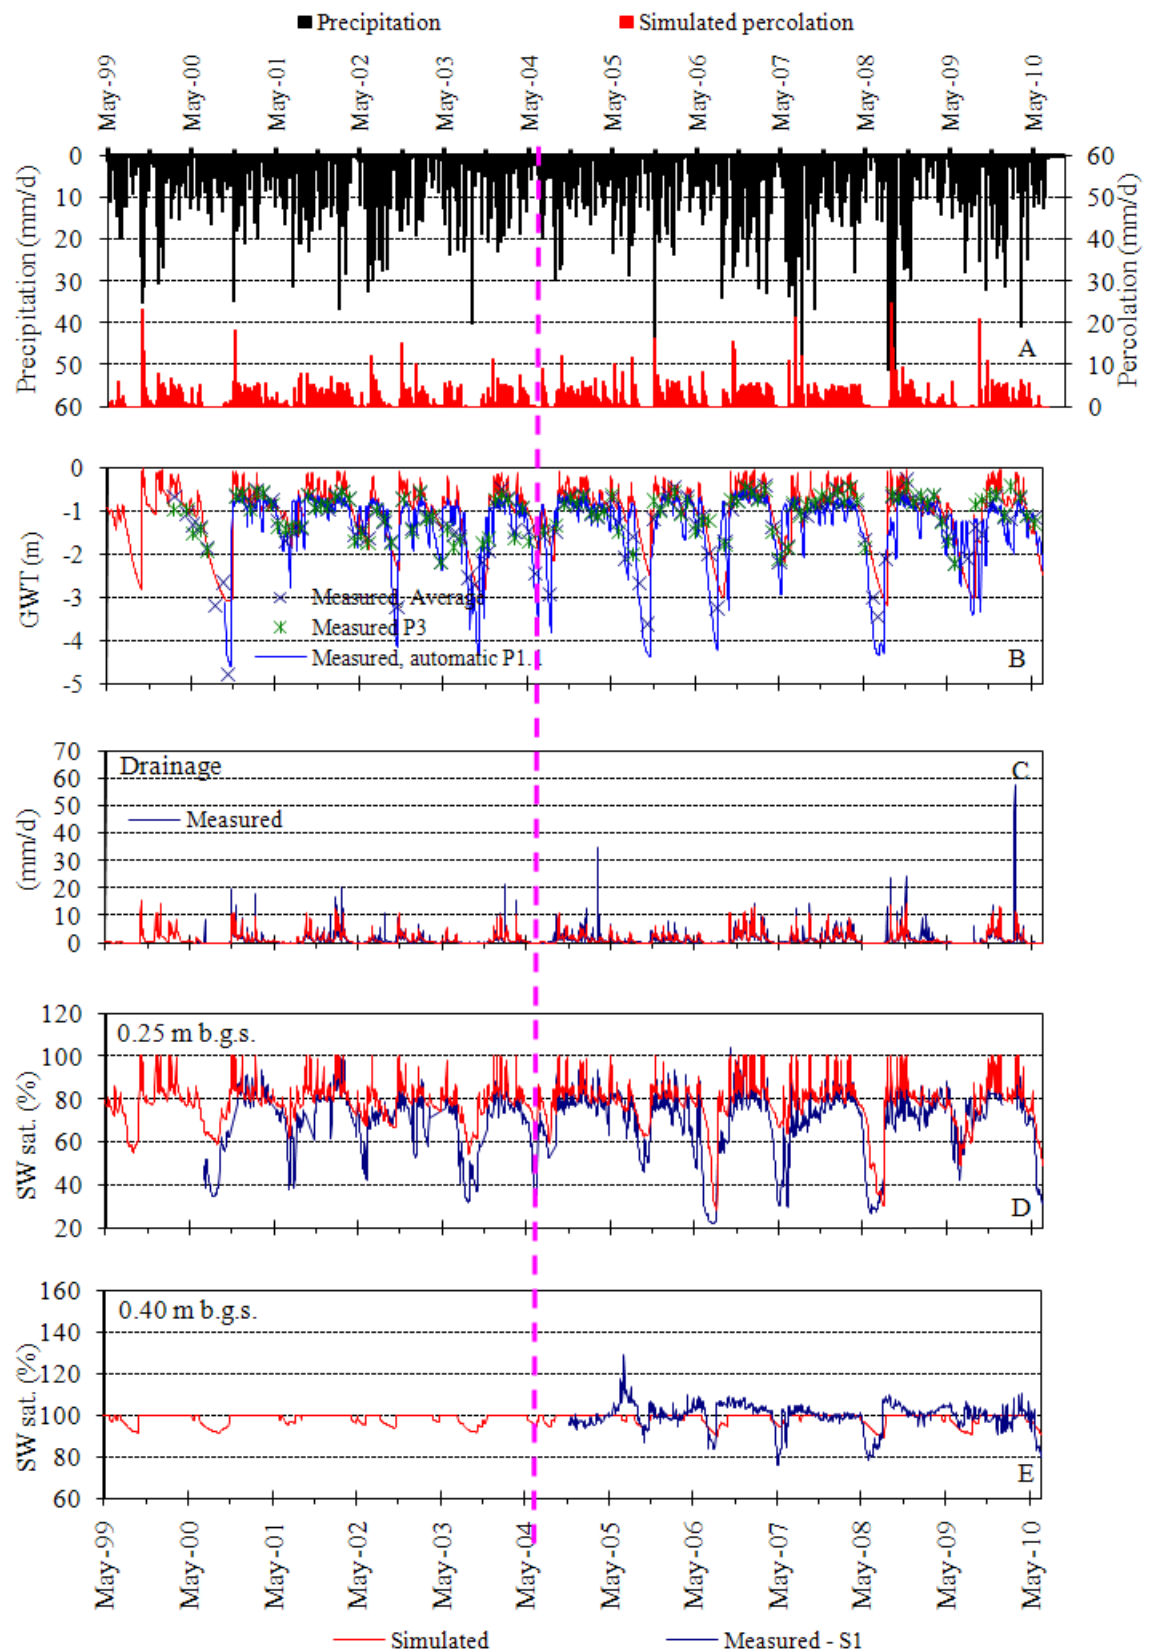 Precipitation Simulated percolation
May-99 May-00 May-01 May-02 May-03 May-04 May-05 May-06 May-07 May-08 May-09 May-10
Precipitation (mm/d)
0
10
20
30
40
50
60
60
50
40
30
20
10
0
Percolation (mm/d)
A
GWT (m)
0
-1
-2
-3
-4
-5
Measured, Average
Measured P3
Measured, automatic P1..
B
(mm/d)
70
60
50
40
30
20
10
0
Drainage
Measured
C
SW sat. (%)
120
100
80
60
40
20
0.25 m b.g.s.
D
SW sat. (%)
160
140
120
100
80
60
0.40 m b.g.s.
E
May-99 May-00 May-01 May-02 May-03 May-04 May-05 May-06 May-07 May-08 May-09 May-10
Simulated Measured - S1